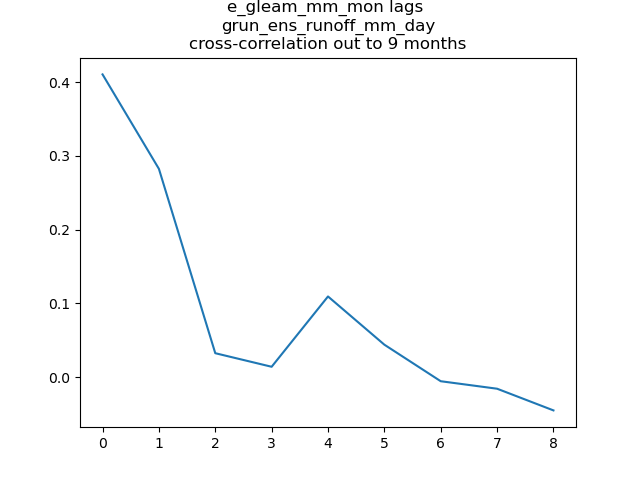 e_gleam_mm_mon lags
grun_ens_runoff_mm_day
cross-correlation out to 9 months
0.4
0.3
0.2
0.1
0.0
0 1 2 3 4 5 6 7 8